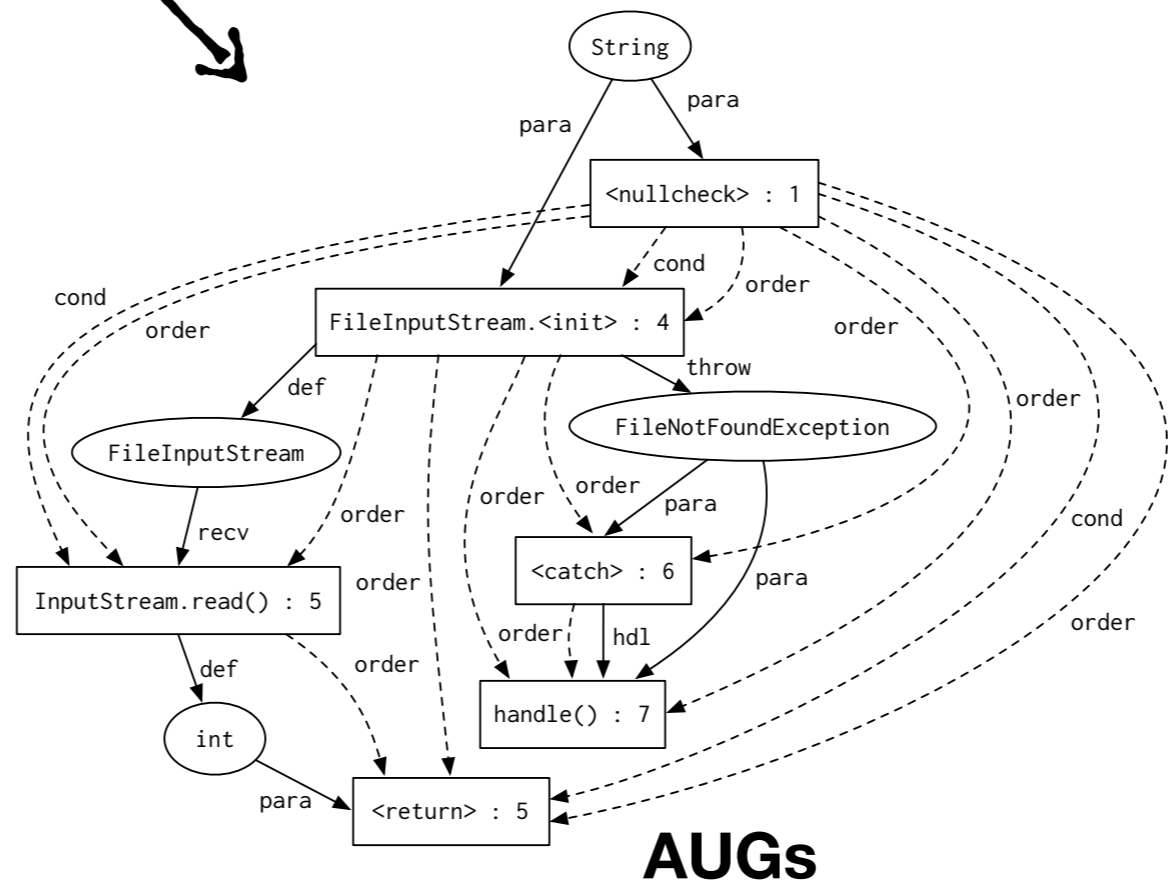 String
para
para
<nullcheck> : 1
cond
order
cond
order
FileInputStream.<init> : 4
order
def
throw
order
FileInputStream
FileNotFoundException
order
order
order
para
cond
recv
InputStream.read() : 5
order
<catch> : 6
para
order
hdl
order
def
order
handle() : 7
int
para
<return> : 5
AUGs